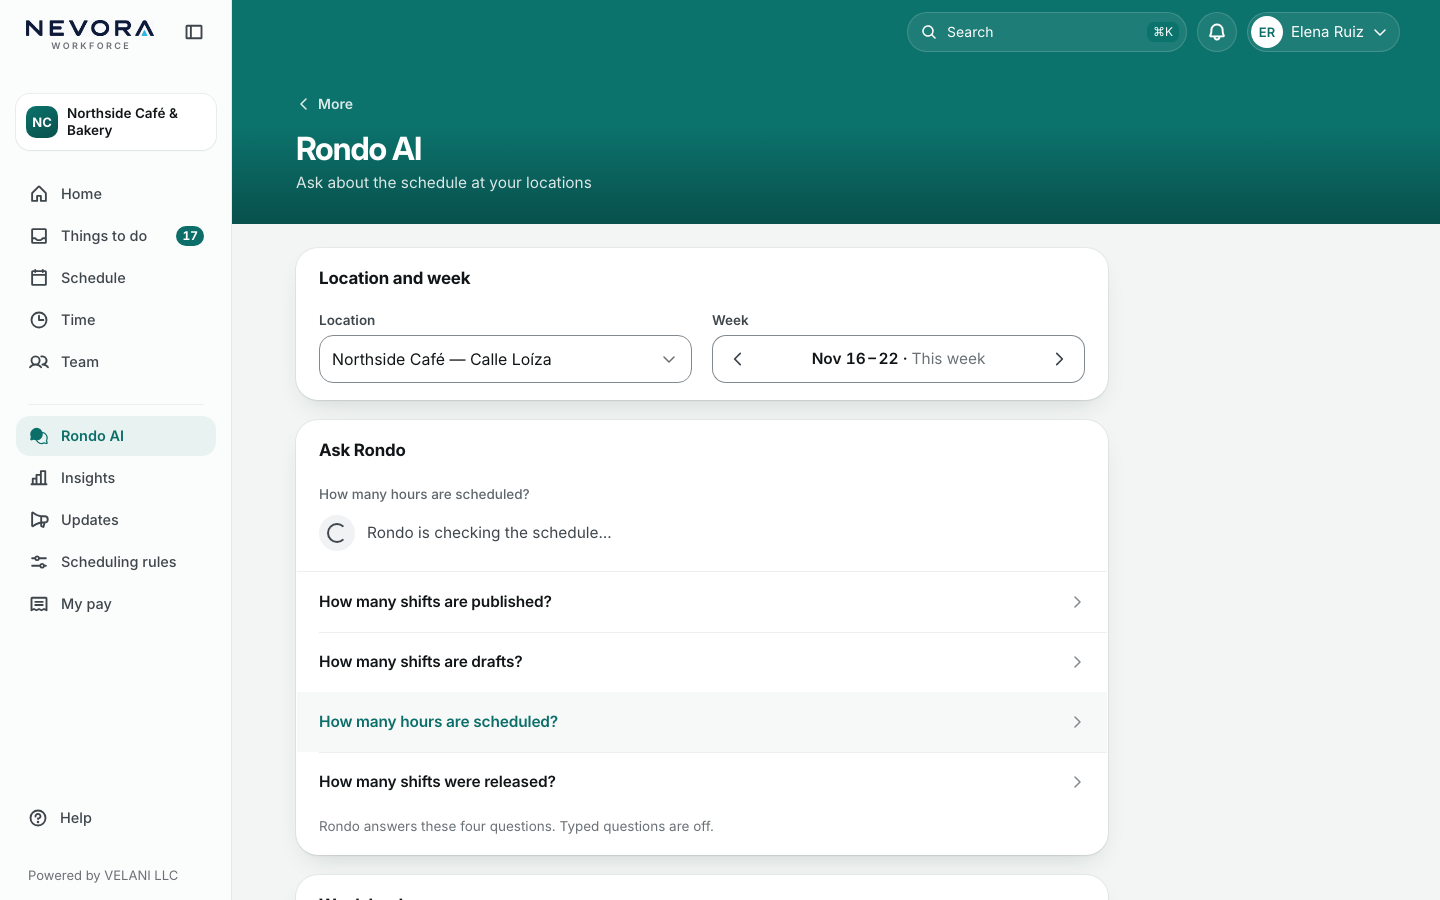 NEVORA
WORKFORCE
Search
⌘K
ER
Elena Ruiz
NC
Northside Café &
Bakery
Home
Things to do
17
Schedule
Time
Team
Rondo AI
Insights
Updates
Scheduling rules
My pay
Help
Powered by VELANI LLC
More
Rondo AI
Ask about the schedule at your locations
Location and week
Location
Week
Northside Café — Calle Loíza
Nov 16 – 22 · This week
Ask Rondo
How many hours are scheduled?
Rondo is checking the schedule...
How many shifts are published?
How many shifts are drafts?
How many hours are scheduled?
How many shifts were released?
Rondo answers these four questions. Typed questions are off.